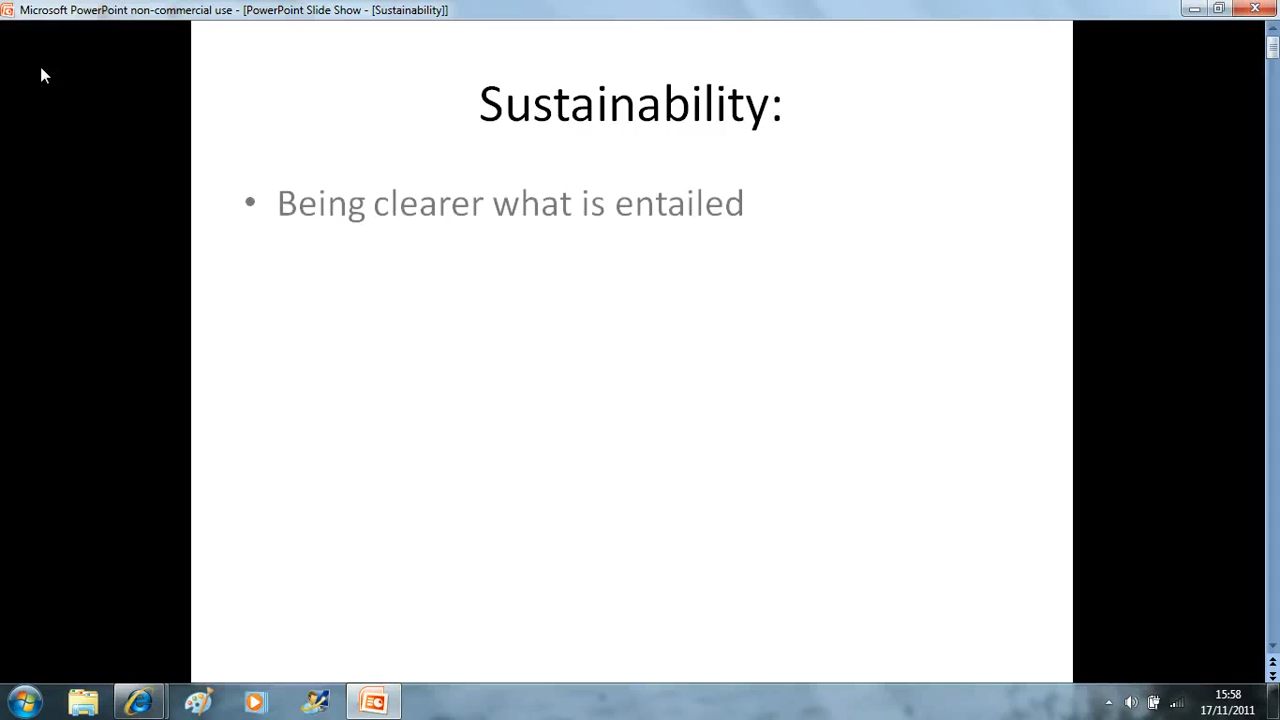 Microsoft PowerPoint non-commercial use - [PowerPoint Slide Show - [Sustainability]]
Sustainability:
• Being clearer what is entailed
15:58
17/11/2011